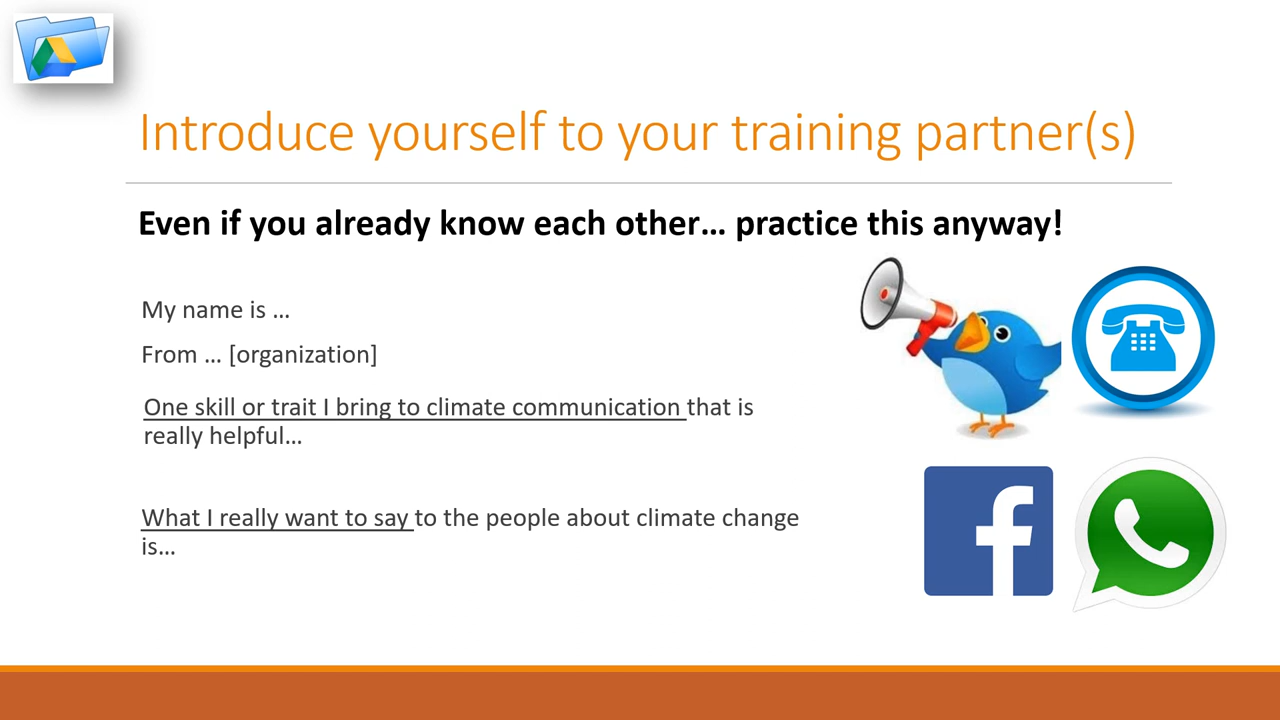 Introduce yourself to your training partner(s)
Even if you already know each other… practice this anyway!
My name is …
From … [organization]
One skill or trait I bring to climate communication that is
really helpful…
What I really want to say to the people about climate change
is…